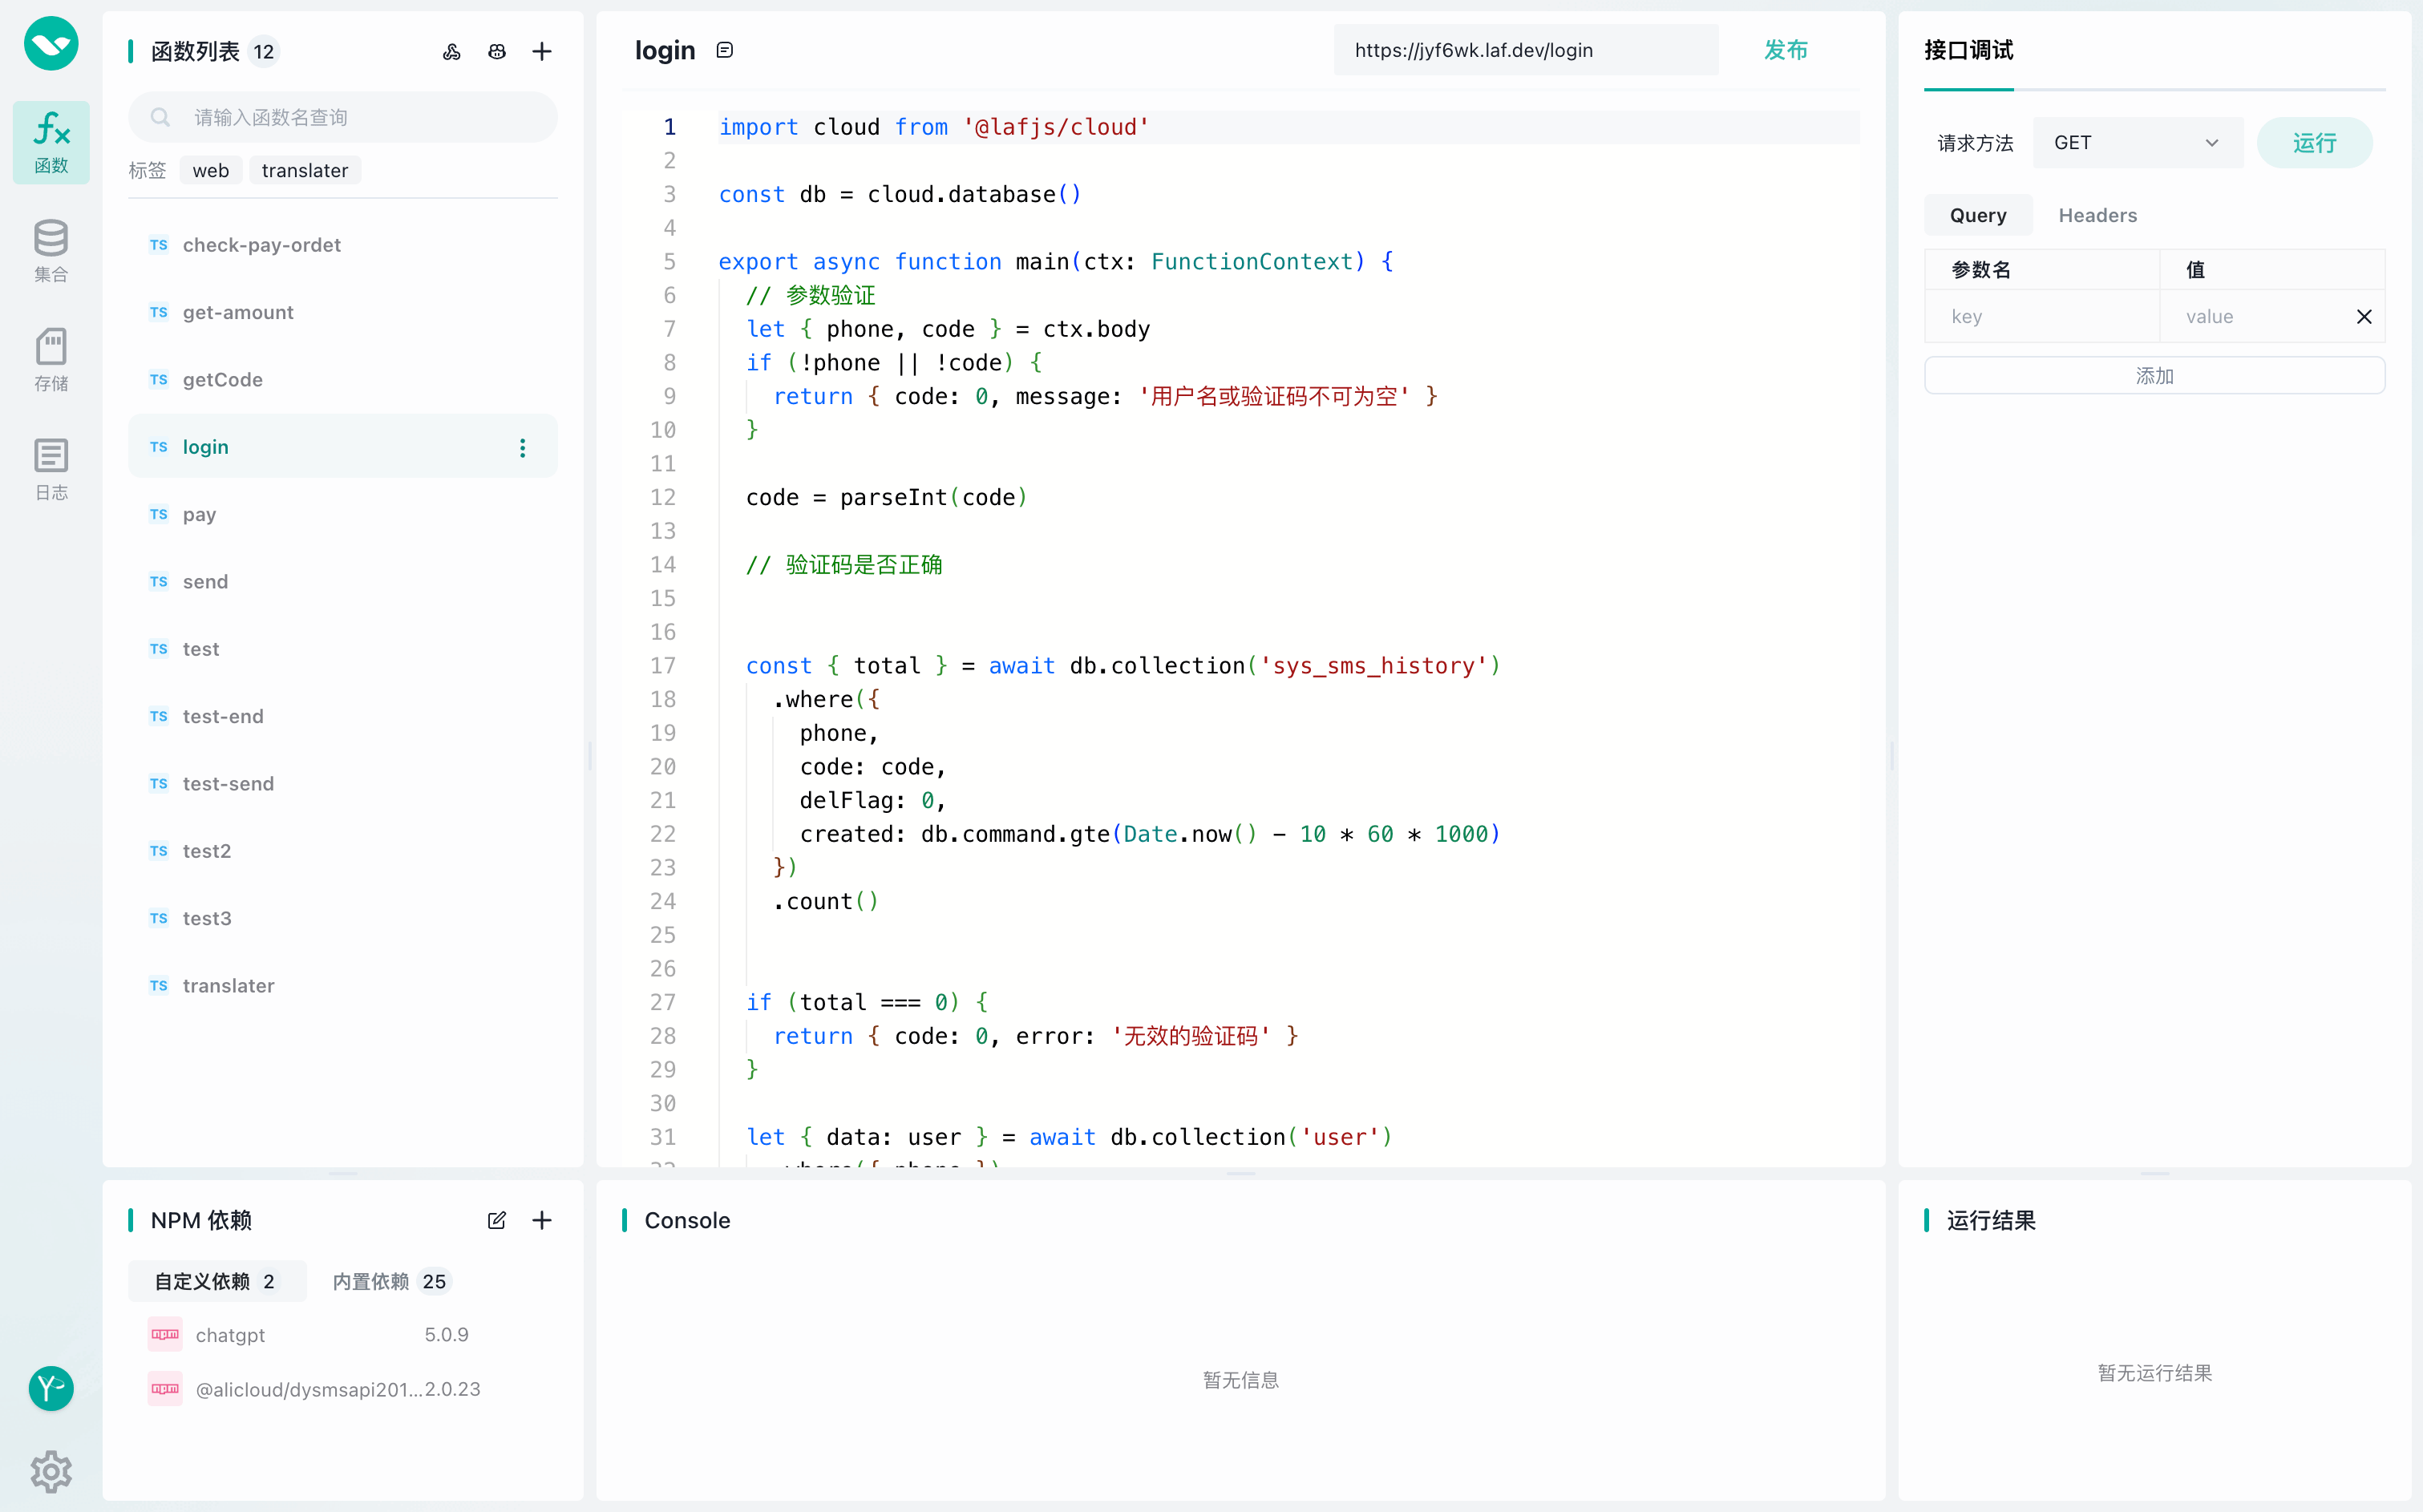 函数
集合
存储
日志
函数列表 12
请输入函数名查询
标签 web translater
TS check-pay-ordet
TS get-amount
TS getCode
TS login
TS pay
TS send
TS test
TS test-end
TS test-send
TS test2
TS test3
TS translater
login
https://jyf6wk.laf.dev/login
发布
1 import cloud from '@lafjs/cloud'
2
3 const db = cloud.database()
4
5 export async function main(ctx: FunctionContext) {
6 // 参数验证
7 let { phone, code } = ctx.body
8 if (!phone || !code) {
9 return { code: 0, message: '用户名或验证码不可为空' }
10 }
11
12 code = parseInt(code)
13
14 // 验证码是否正确
15
16
17 const { total } = await db.collection('sys_sms_history')
18 .where({
19 phone,
20 code: code,
21 delFlag: 0,
22 created: db.command.gte(Date.now() - 10 * 60 * 1000)
23 })
24 .count()
25
26
27 if (total === 0) {
28 return { code: 0, error: '无效的验证码' }
29 }
30
31 let { data: user } = await db.collection('user')
32 .where({ phone })
接口调试
请求方法 GET 运行
Query Headers
参数名 值
key value
添加
NPM 依赖
自定义依赖 2 内置依赖 25
chatgpt 5.0.9
@alicloud/dysmsapi201... 2.0.23
Console
暂无信息
运行结果
暂无运行结果